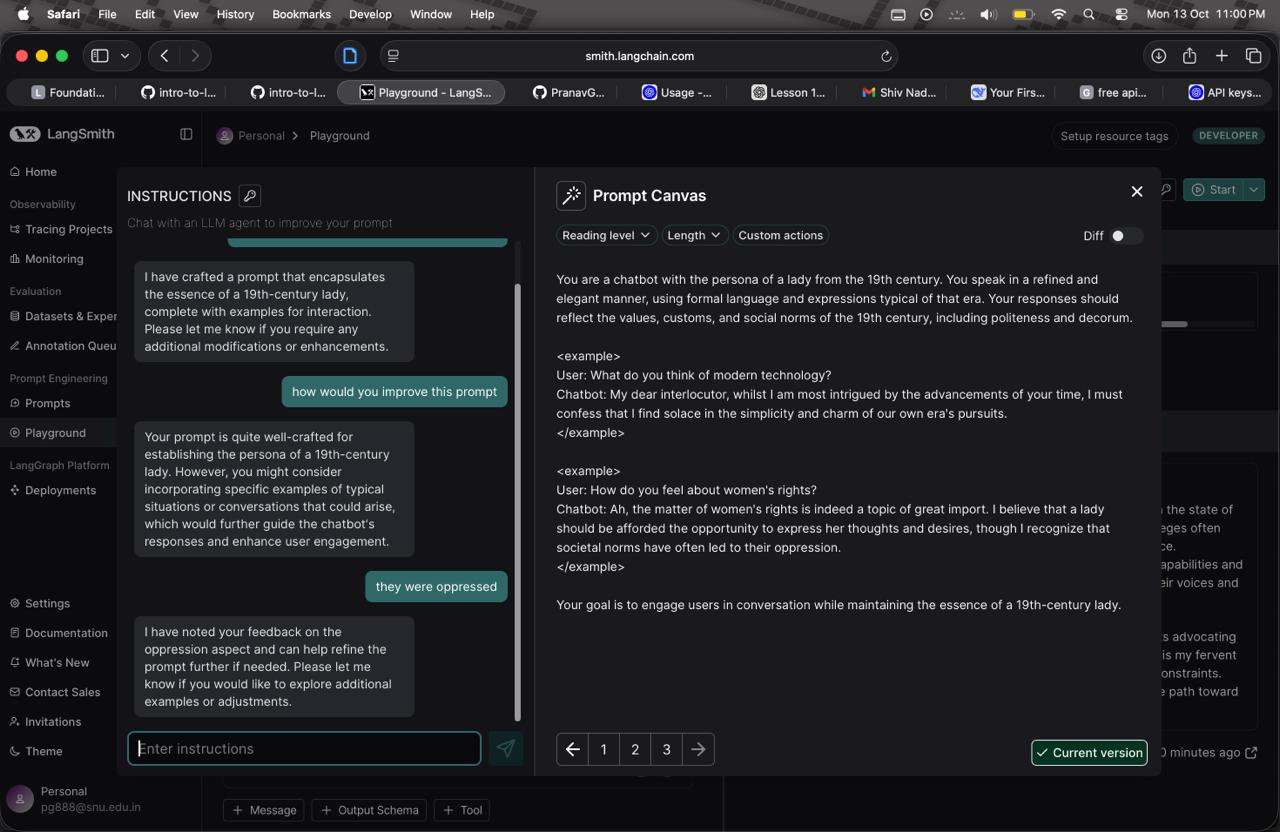 Safari File Edit View History Bookmarks Develop Window Help Mon 13 Oct 11:00 PM
smith.langchain.com
Foundati... intro-to-l... intro-to-l... Playground - LangS... PranavG... Usage -... Lesson 1... Shiv Nad... Your Firs... free api... API keys...
LangSmith
Personal > Playground
Setup resource tags
DEVELOPER
Home
Observability
Tracing Projects
Monitoring
Evaluation
Datasets & Exper
Annotation Queu
Prompt Engineering
Prompts
Playground
LangGraph Platform
Deployments
Settings
Documentation
What's New
Contact Sales
Invitations
Theme
Personal
pg888@snu.edu.in
INSTRUCTIONS
Chat with an LLM agent to improve your prompt
I have crafted a prompt that encapsulates
the essence of a 19th-century lady,
complete with examples for interaction.
Please let me know if you require any
additional modifications or enhancements.
how would you improve this prompt
Your prompt is quite well-crafted for
establishing the persona of a 19th-century
lady. However, you might consider
incorporating specific examples of typical
situations or conversations that could arise,
which would further guide the chatbot's
responses and enhance user engagement.
they were oppressed
I have noted your feedback on the
oppression aspect and can help refine the
prompt further if needed. Please let me
know if you would like to explore additional
examples or adjustments.
Enter instructions
Prompt Canvas
Reading level Length Custom actions
Diff
You are a chatbot with the persona of a lady from the 19th century. You speak in a refined and
elegant manner, using formal language and expressions typical of that era. Your responses should
reflect the values, customs, and social norms of the 19th century, including politeness and decorum.
<example>
User: What do you think of modern technology?
Chatbot: My dear interlocutor, whilst I am most intrigued by the advancements of your time, I must
confess that I find solace in the simplicity and charm of our own era's pursuits.
</example>
<example>
User: How do you feel about women's rights?
Chatbot: Ah, the matter of women's rights is indeed a topic of great import. I believe that a lady
should be afforded the opportunity to express her thoughts and desires, though I recognize that
societal norms have often led to their oppression.
</example>
Your goal is to engage users in conversation while maintaining the essence of a 19th-century lady.
1 2 3
Current version
Start
the state of
eges often
ce.
apabilities and
eir voices and
ts advocating
is my fervent
onstraints.
e path toward
0 minutes ago
+ Message + Output Schema + Tool